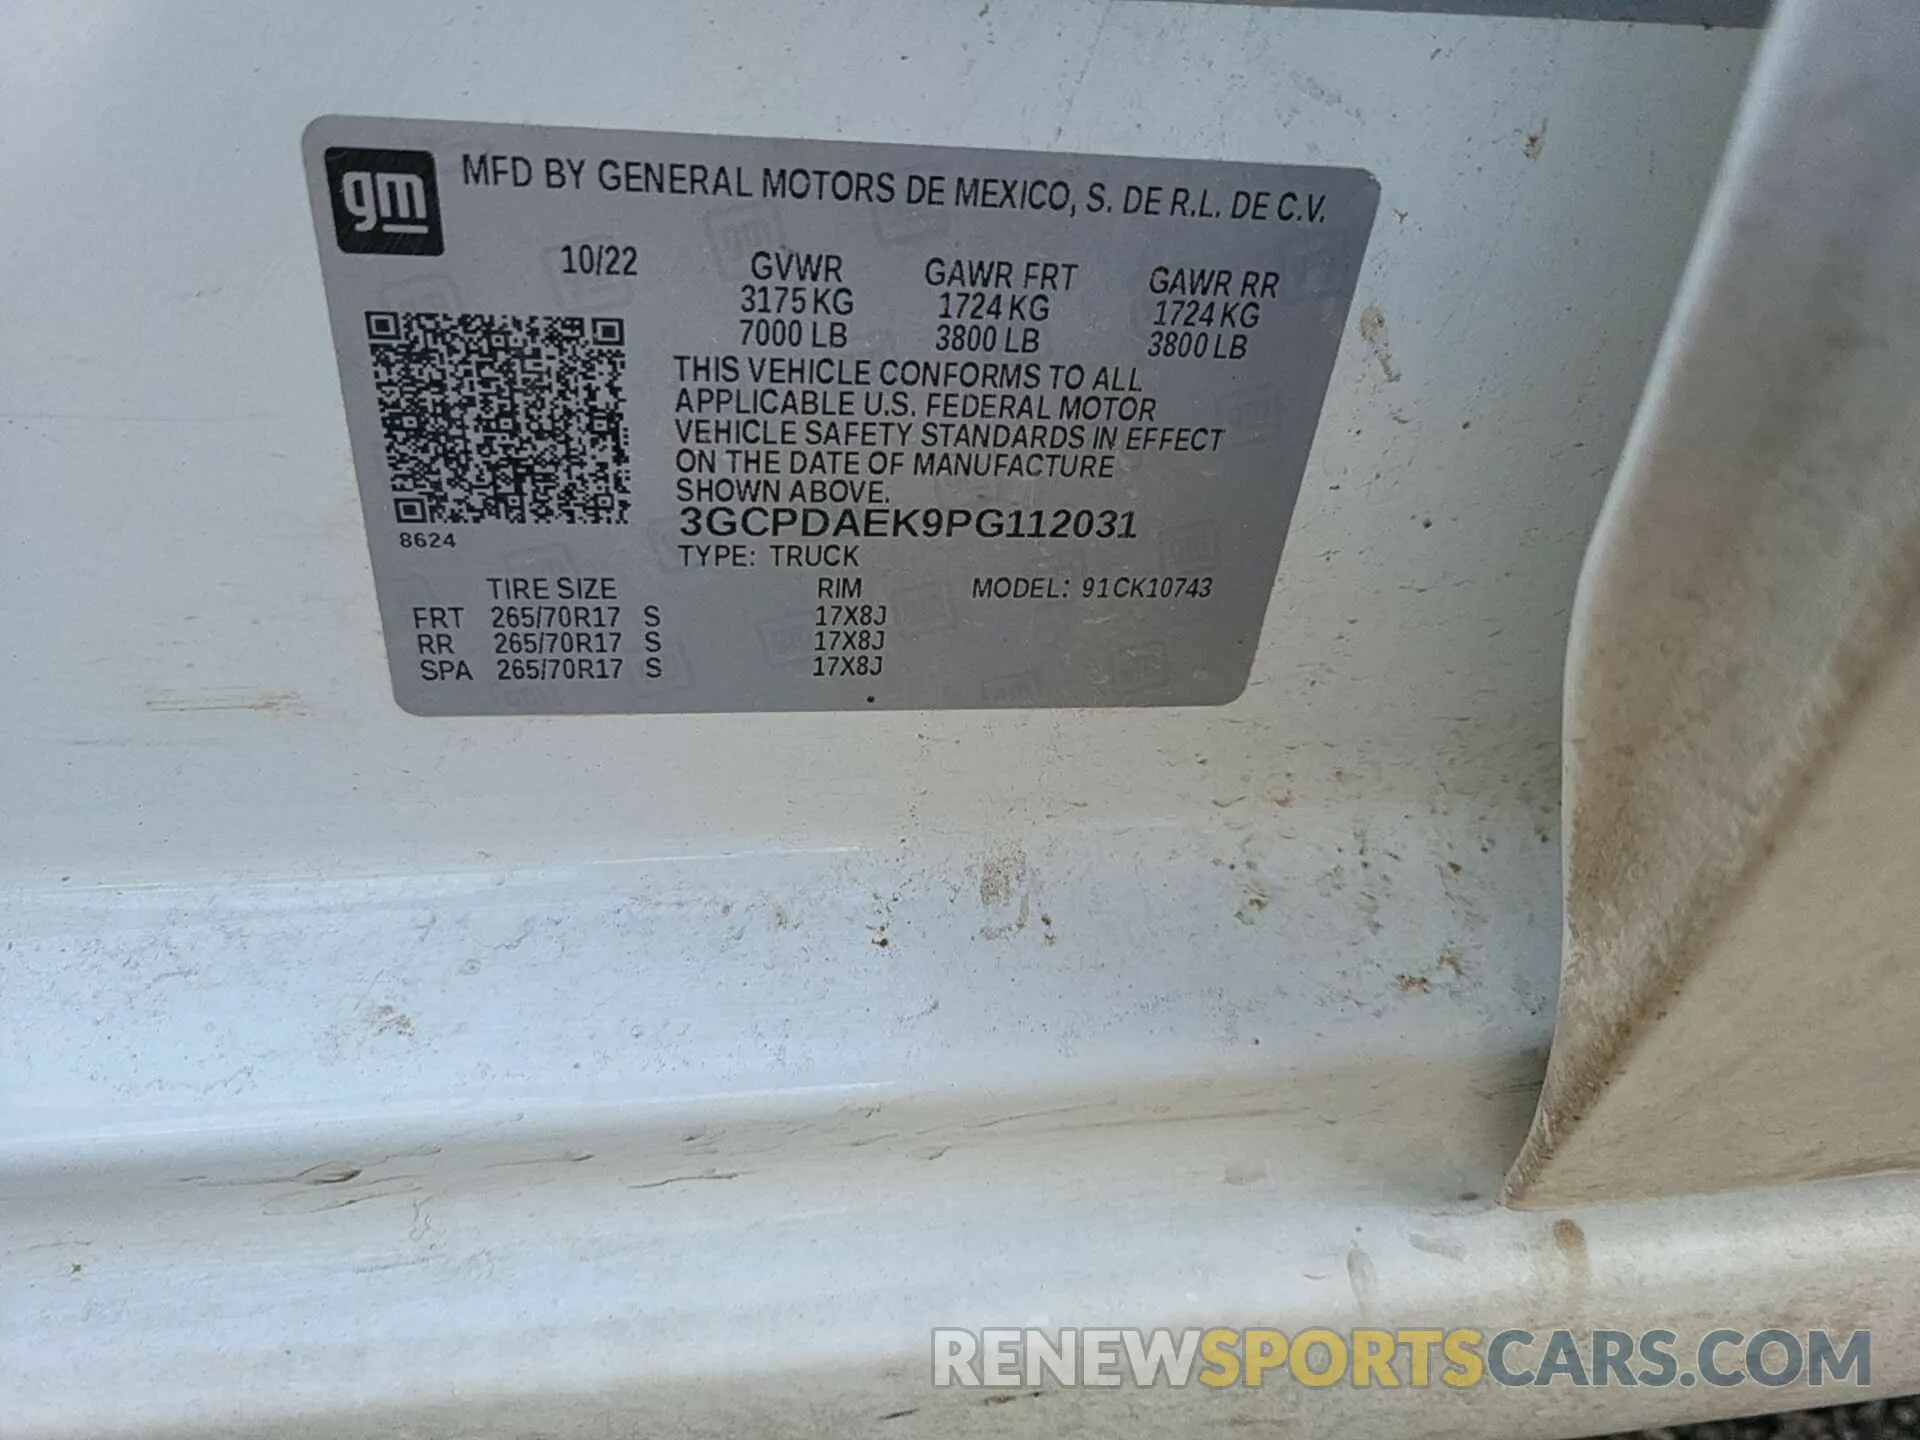 gm MFD BY GENERAL MOTORS DE MEXICO, S. DE R.L. DE C.V.
10/22 GVWR GAWR FRT GAWR RR
3175 KG 1724 KG 1724 KG
7000 LB 3800 LB 3800 LB
THIS VEHICLE CONFORMS TO ALL
APPLICABLE U.S. FEDERAL MOTOR
VEHICLE SAFETY STANDARDS IN EFFECT
ON THE DATE OF MANUFACTURE
SHOWN ABOVE.
3GCPDAEK9PG112031
8624
TYPE: TRUCK
TIRE SIZE RIM MODEL: 91CK10743
FRT 265/70R17 S 17X8J
RR 265/70R17 S 17X8J
SPA 265/70R17 S 17X8J
RENEWSPORTSCARS.COM